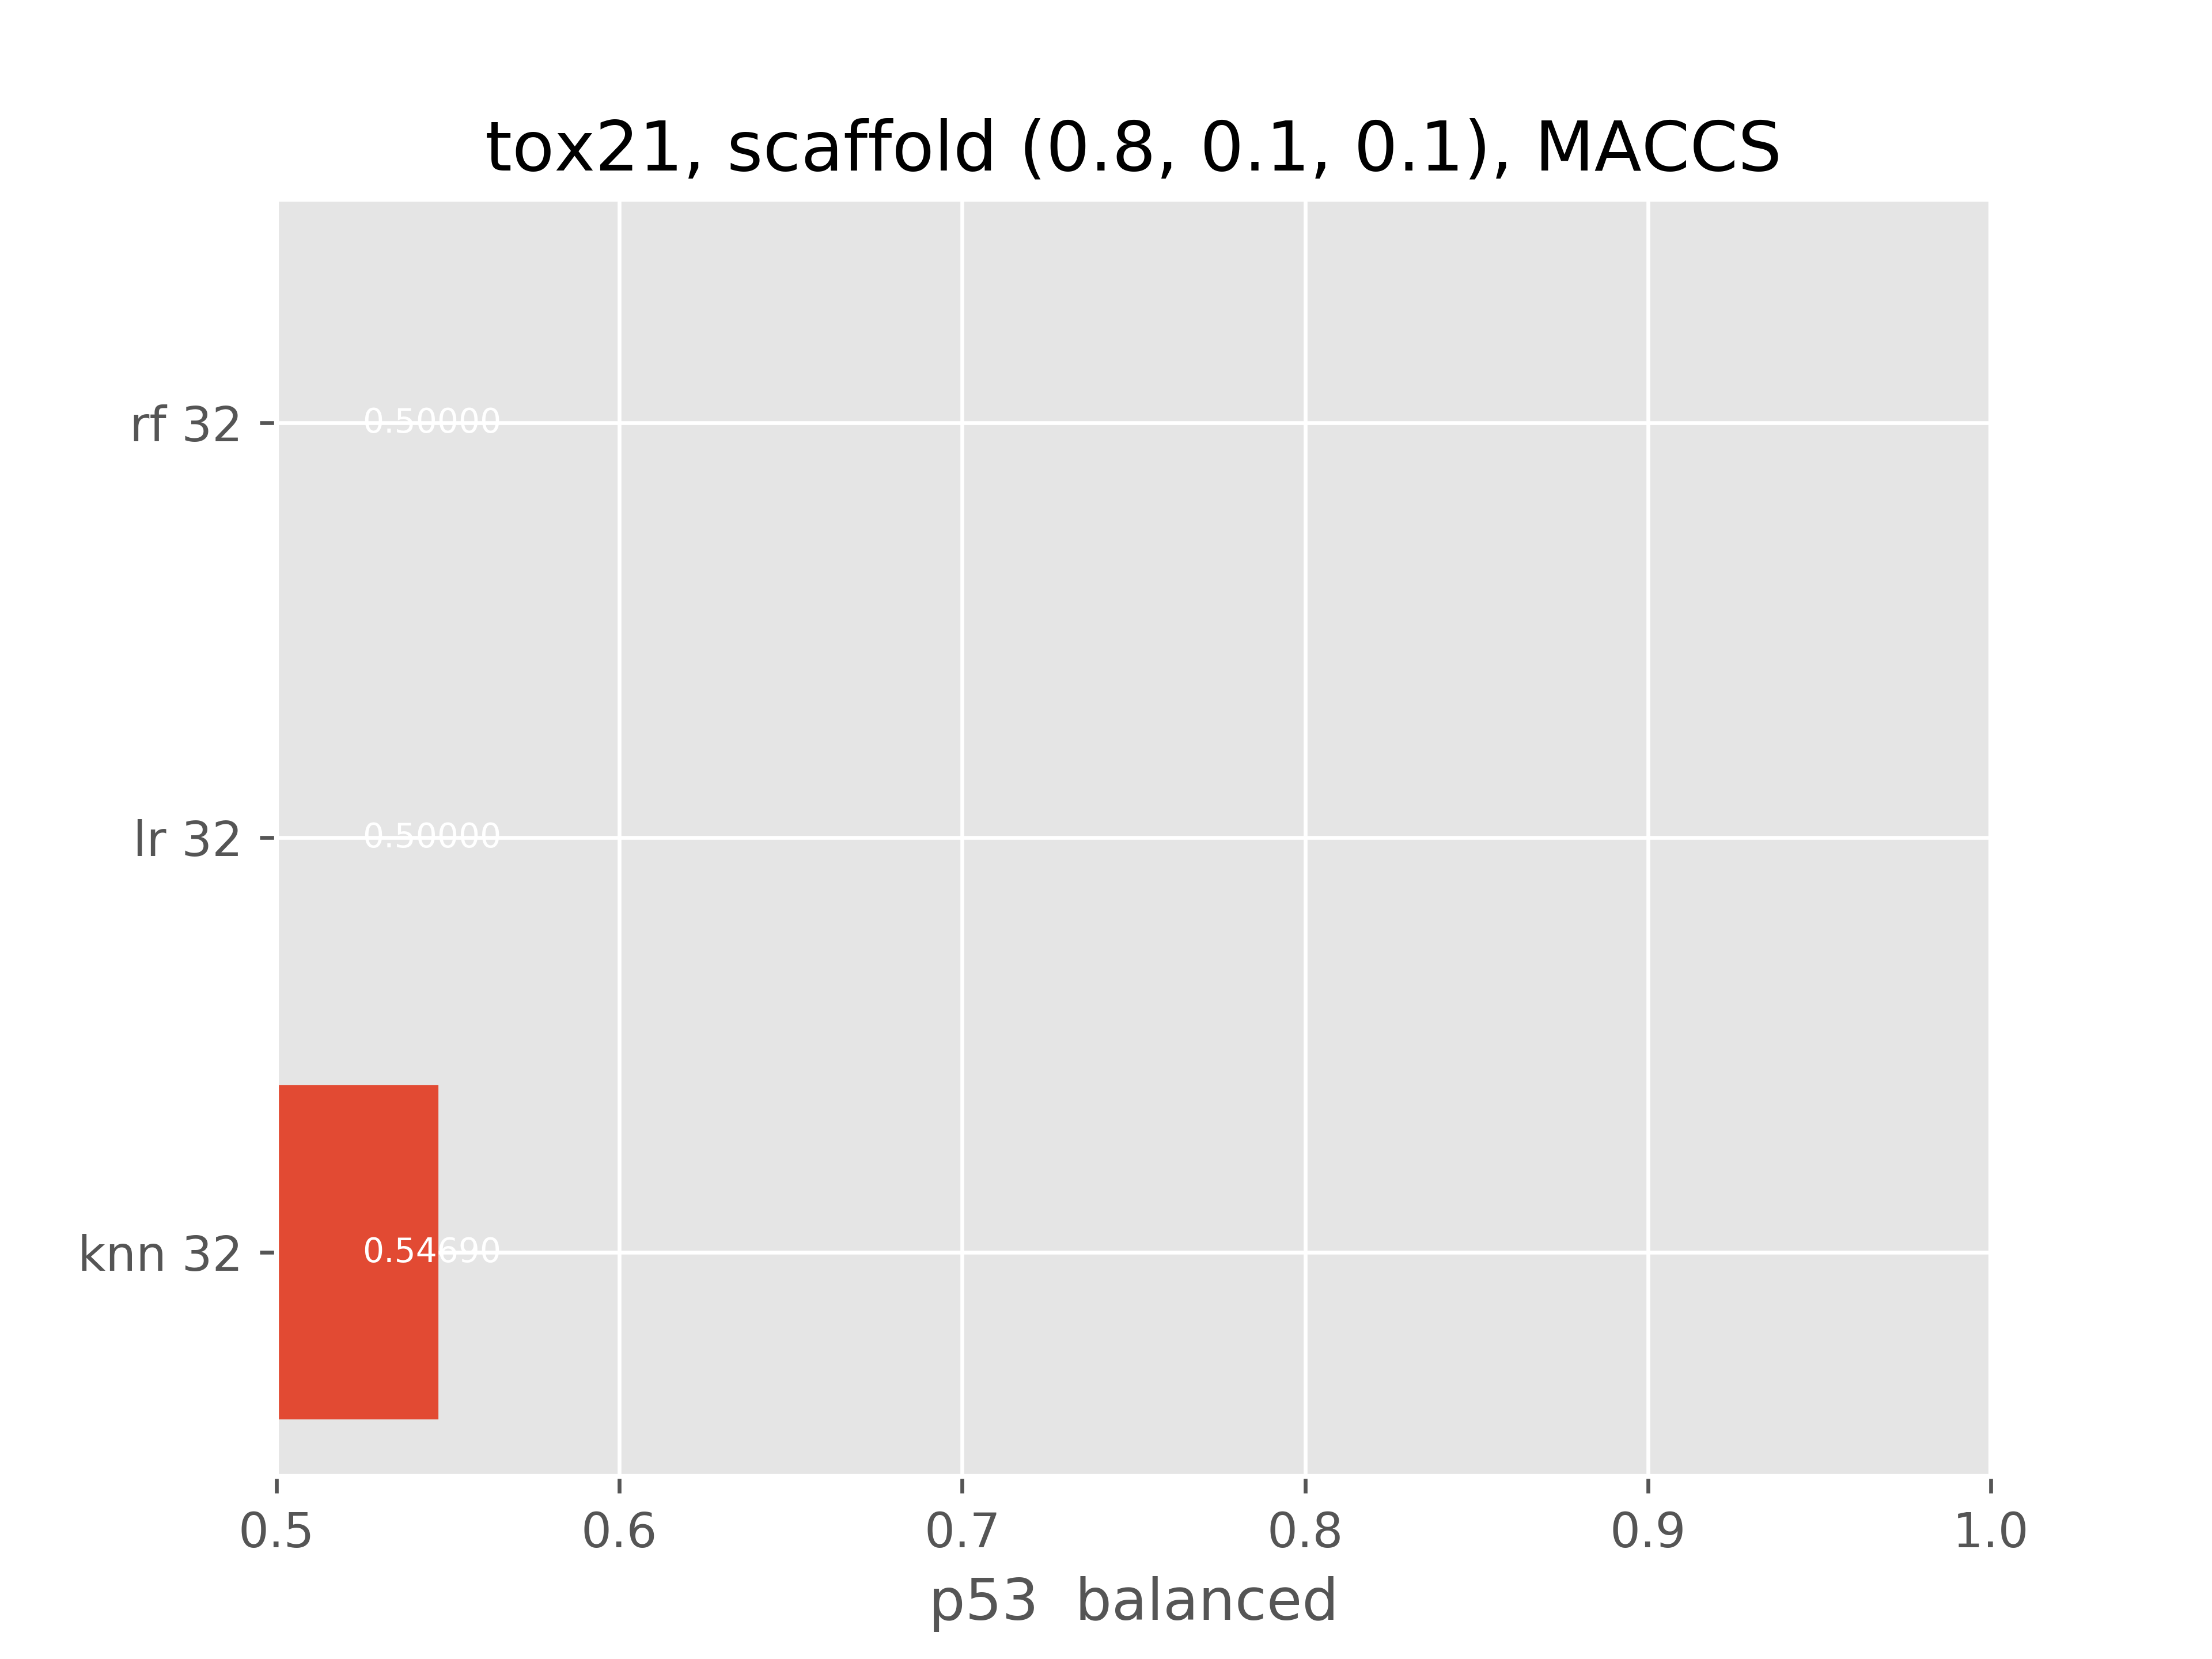 tox21, scaffold (0.8, 0.1, 0.1), MACCS
rf 32
0.50000
lr 32
0.50000
knn 32
0.54690
0.5 0.6 0.7 0.8 0.9 1.0
p53 balanced